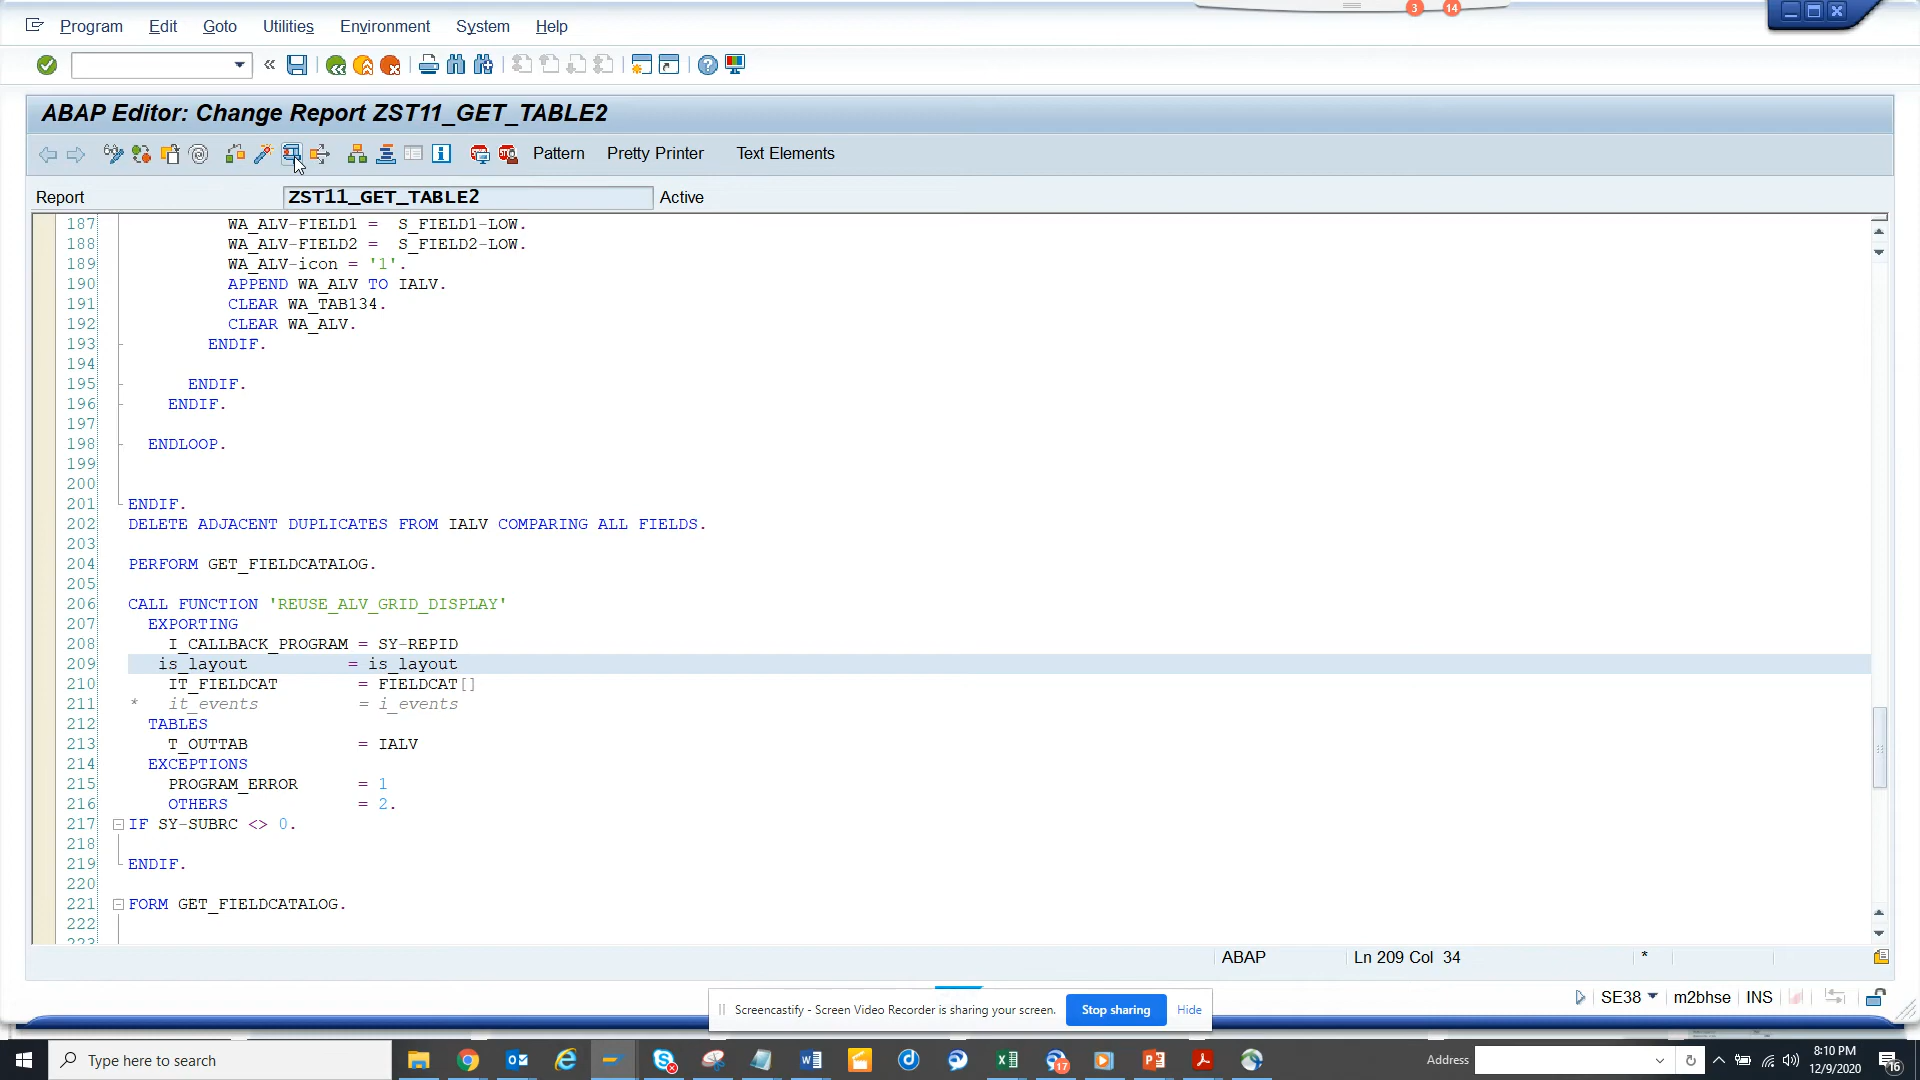 Program Edit Goto Utilities Environment System Help
3 14
ABAP Editor: Change Report ZST11_GET_TABLE2
Pattern Pretty Printer Text Elements
Report ZST11_GET_TABLE2 Active
187 WA_ALV-FIELD1 = S_FIELD1-LOW.
188 WA_ALV-FIELD2 = S_FIELD2-LOW.
189 WA_ALV-icon = '1'.
190 APPEND WA_ALV TO IALV.
191 CLEAR WA_TAB134.
192 CLEAR WA_ALV.
193 ENDIF.
194
195 ENDIF.
196 ENDIF.
197
198 ENDLOOP.
199
200
201 ENDIF.
202 DELETE ADJACENT DUPLICATES FROM IALV COMPARING ALL FIELDS.
203
204 PERFORM GET_FIELDCATALOG.
205
206 CALL FUNCTION 'REUSE_ALV_GRID_DISPLAY'
207 EXPORTING
208 I_CALLBACK_PROGRAM = SY-REPID
209 is_layout = is_layout
210 IT_FIELDCAT = FIELDCAT[]
211 * it_events = i_events
212 TABLES
213 T_OUTTAB = IALV
214 EXCEPTIONS
215 PROGRAM_ERROR = 1
216 OTHERS = 2.
217 IF SY-SUBRC <> 0.
218
219 ENDIF.
220
221 FORM GET_FIELDCATALOG.
222
223
ABAP Ln 209 Col 34 *
SE38 m2bhse INS
Screencastify - Screen Video Recorder is sharing your screen. Stop sharing Hide
Type here to search
17
Address
8:10 PM
12/9/2020
16